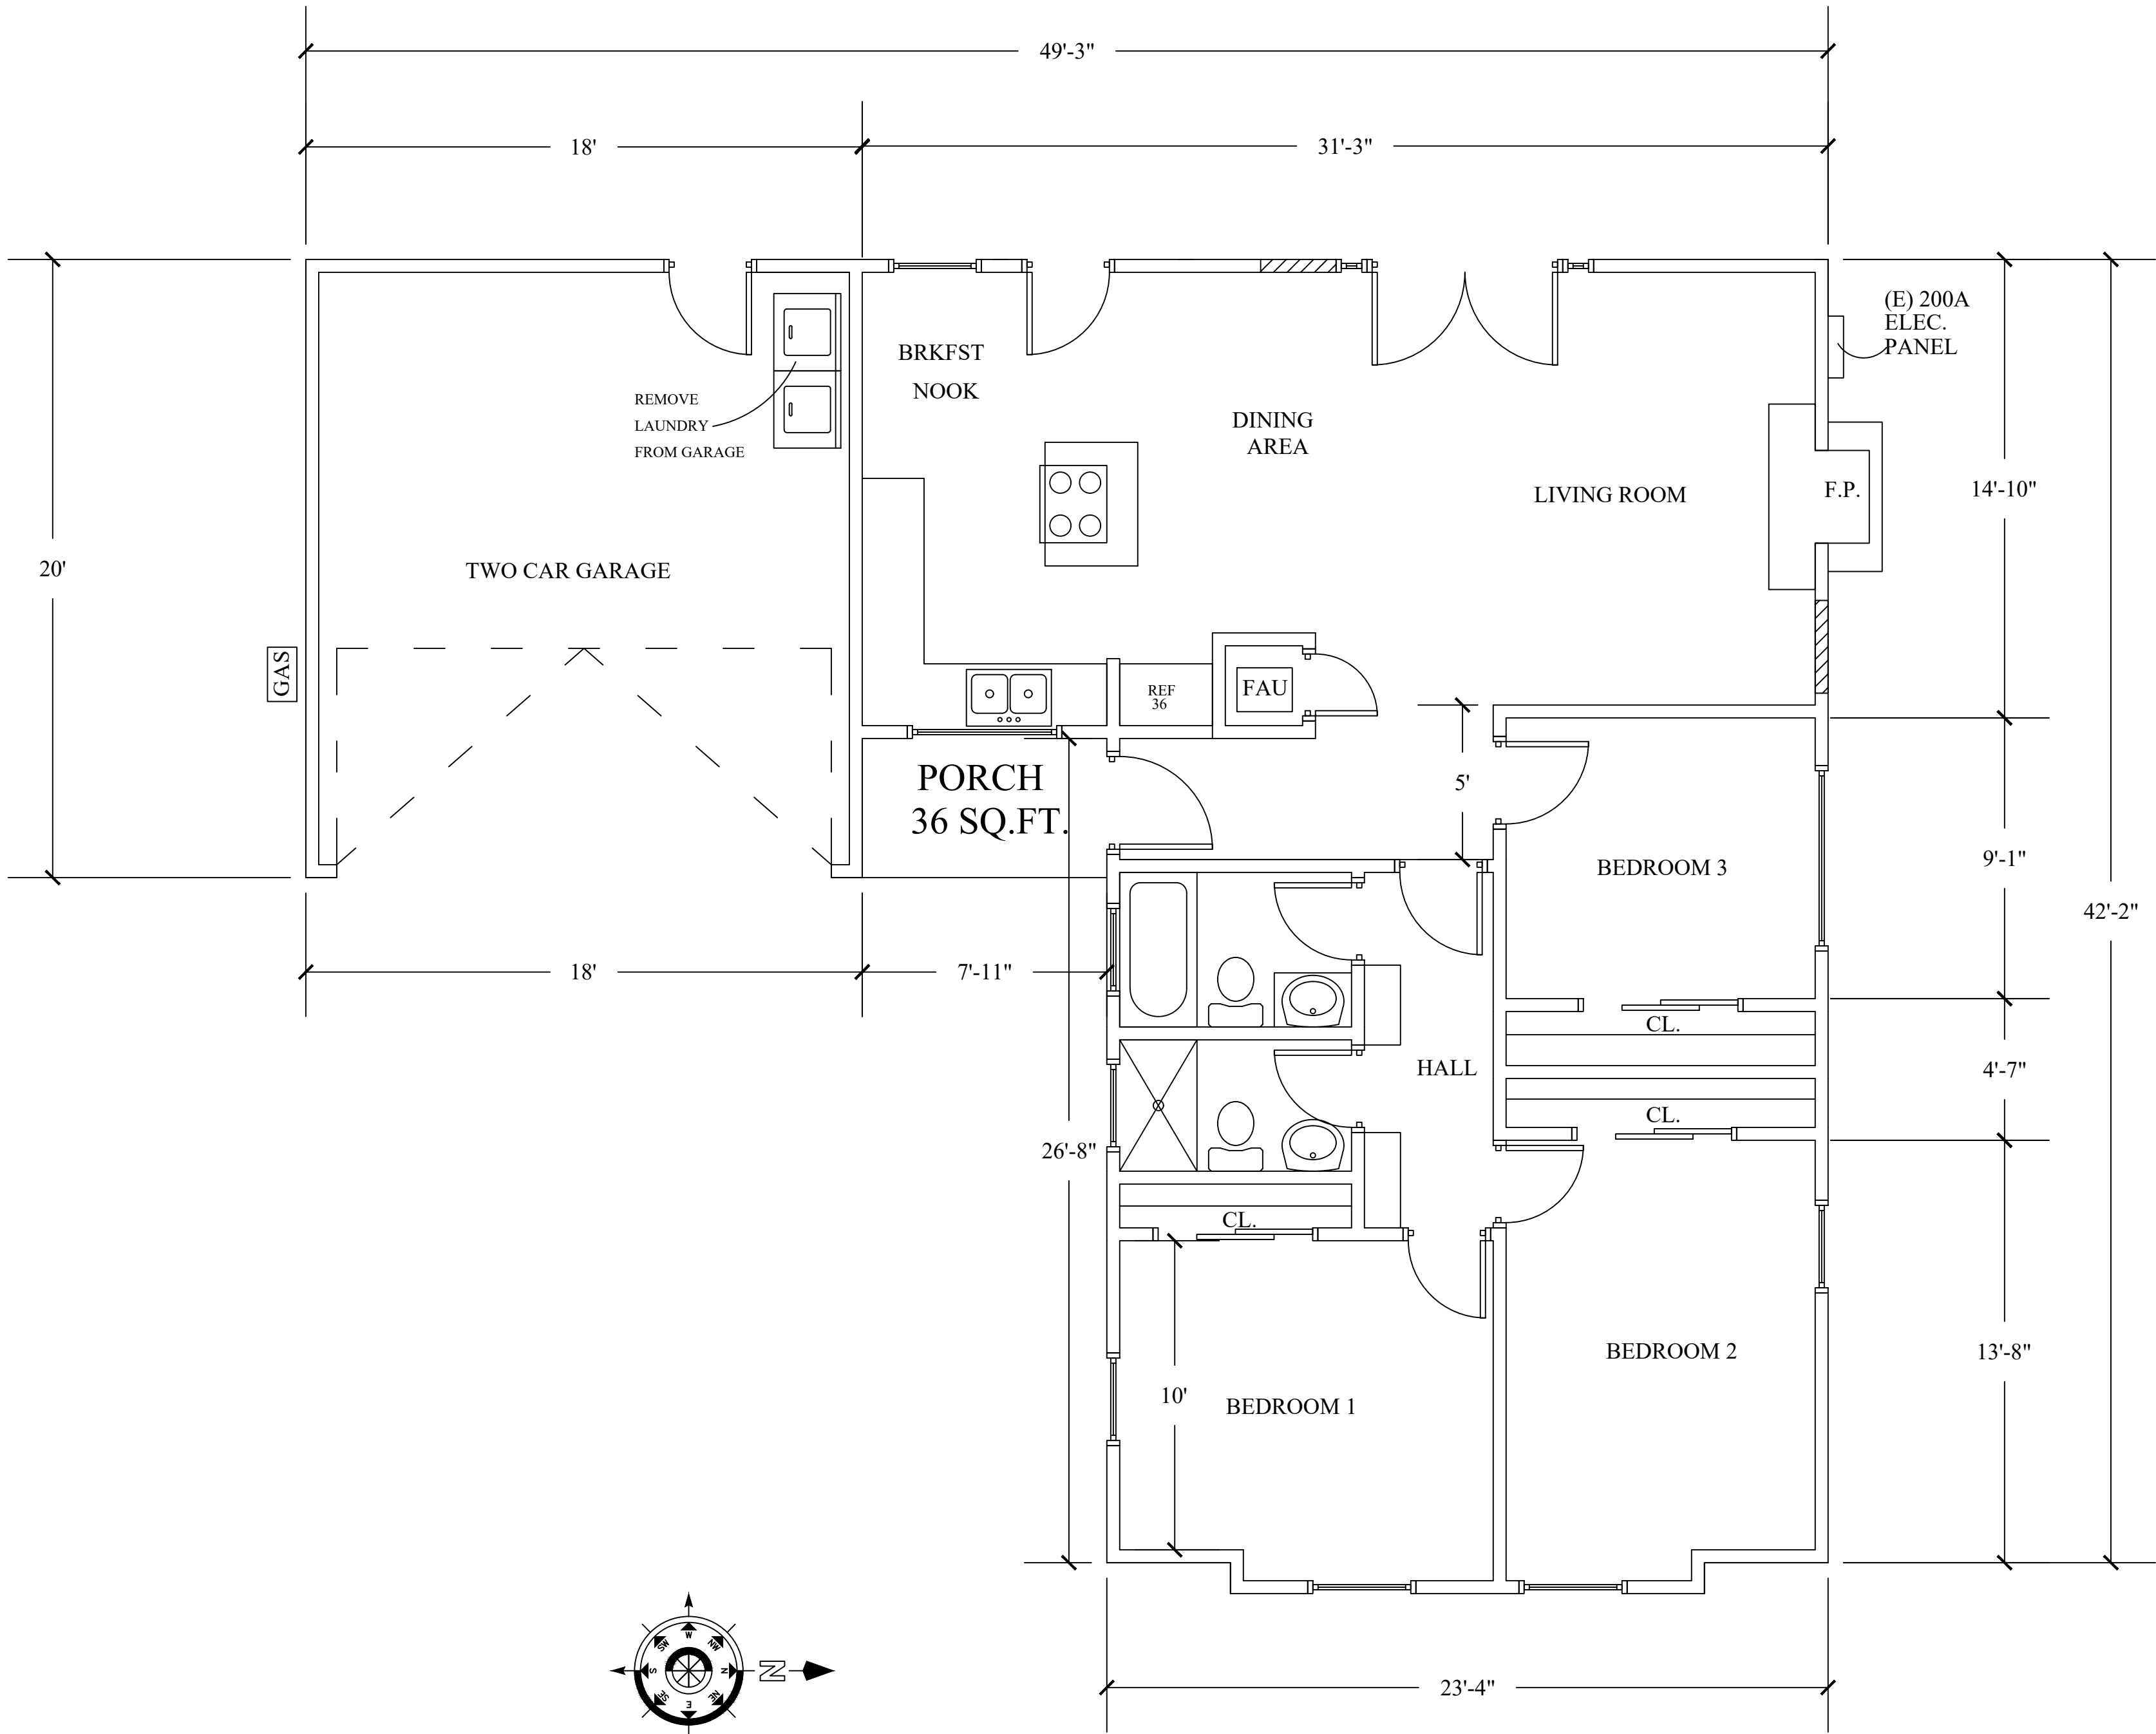 49'-3"
18'
31'-3"
(E) 200A
ELEC.
PANEL
BRKFST
NOOK
REMOVE
LAUNDRY
FROM GARAGE
DINING
AREA
LIVING ROOM
F.P.
14'-10"
20'
TWO CAR GARAGE
GAS
REF
36
FAU
PORCH
36 SQ.FT.
5'
BEDROOM 3
9'-1"
42'-2"
18'
7'-11"
CL.
HALL
4'-7"
CL.
26'-8"
CL.
BEDROOM 2
13'-8"
10'
BEDROOM 1
W
SW
NW
S
N
SE
NE
E
N
23'-4"